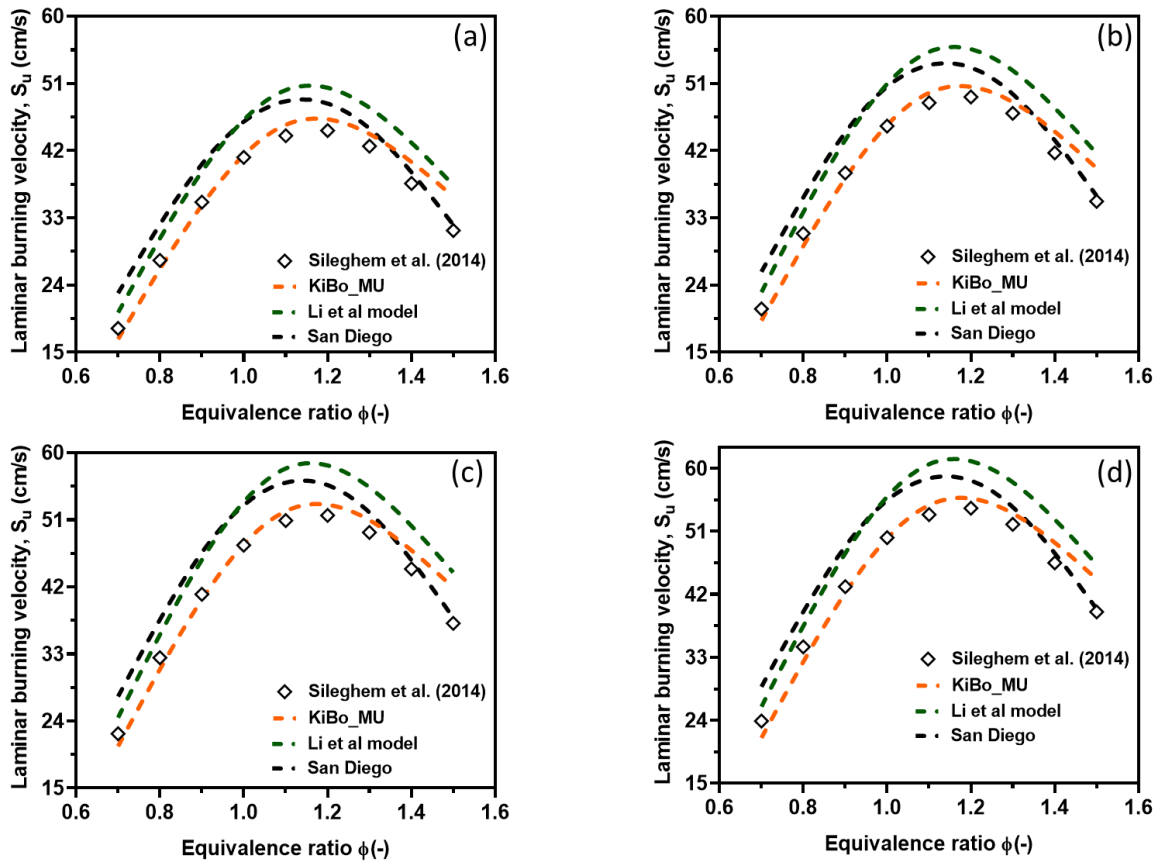 (a)
Laminar burning velocity, Su (cm/s)
60
51
42
33
24
15
Sileghem et al. (2014)
KiBo_MU
Li et al model
San Diego
0.6 0.8 1.0 1.2 1.4 1.6
Equivalence ratio ϕ(-)
(b)
Laminar burning velocity, Su (cm/s)
60
51
42
33
24
15
Sileghem et al. (2014)
KiBo_MU
Li et al model
San Diego
0.6 0.8 1.0 1.2 1.4 1.6
Equivalence ratio ϕ(-)
(c)
Laminar burning velocity, Su (cm/s)
60
51
42
33
24
15
Sileghem et al. (2014)
KiBo_MU
Li et al model
San Diego
0.6 0.8 1.0 1.2 1.4 1.6
Equivalence ratio ϕ(-)
(d)
Laminar burning velocity, Su (cm/s)
60
51
42
33
24
15
Sileghem et al. (2014)
KiBo_MU
Li et al model
San Diego
0.6 0.8 1.0 1.2 1.4 1.6
Equivalence ratio ϕ(-)